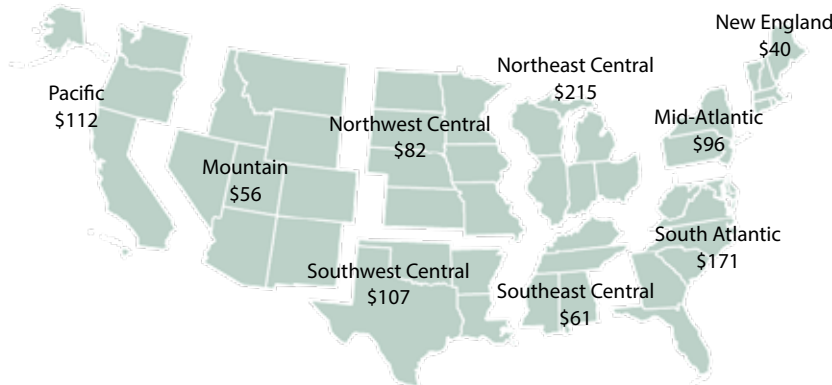 New England
$40
Northeast Central
$215
Pacific
$112
Mid-Atlantic
$96
Northwest Central
$82
Mountain
$56
South Atlantic
$171
Southwest Central
$107
Southeast Central
$61